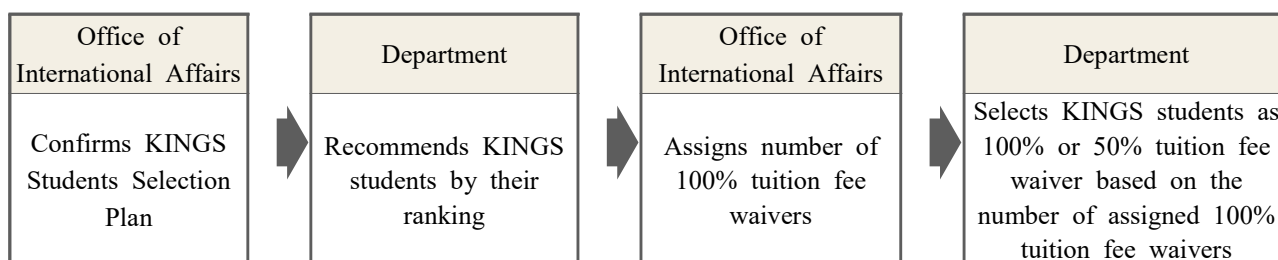 Office of
International Affairs
Confirms KINGS
Students Selection
Plan
Department
Recommends KINGS
students by their
ranking
Office of
International Affairs
Assigns number of
100% tuition fee
waivers
Department
Selects KINGS students as
100% or 50% tuition fee
waiver based on the
number of assigned 100%
tuition fee waivers